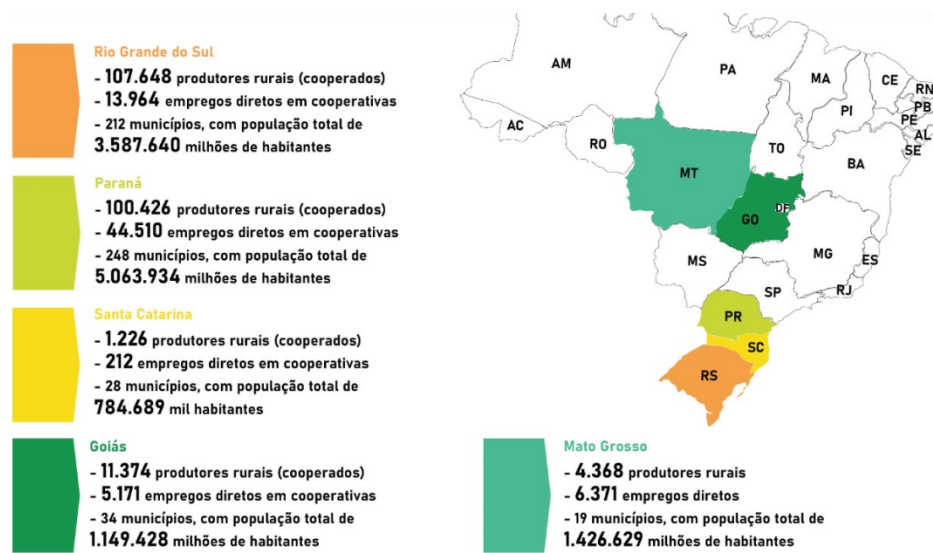 Rio Grande do Sul
- 107.648 produtores rurais (cooperados)
- 13.964 empregos diretos em cooperativas
- 212 municípios, com população total de
3.587.640 milhões de habitantes
Paraná
- 100.426 produtores rurais (cooperados)
- 44.510 empregos diretos em cooperativas
- 248 municípios, com população total de
5.063.934 milhões de habitantes
Santa Catarina
- 1.226 produtores rurais (cooperados)
- 212 empregos diretos em cooperativas
- 28 municípios, com população total de
784.689 mil habitantes
Goiás
- 11.374 produtores rurais (cooperados)
- 5.171 empregos diretos em cooperativas
- 34 municípios, com população total de
1.149.428 milhões de habitantes
Mato Grosso
- 4.368 produtores rurais
- 6.371 empregos diretos
- 19 municípios, com população total de
1.426.629 milhões de habitantes
AM
PA
MA
CE
RN
PB
PI
PE
AL
SE
AC
RO
TO
BA
MT
DF
GO
MG
ES
MS
SP
RJ
PR
SC
RS